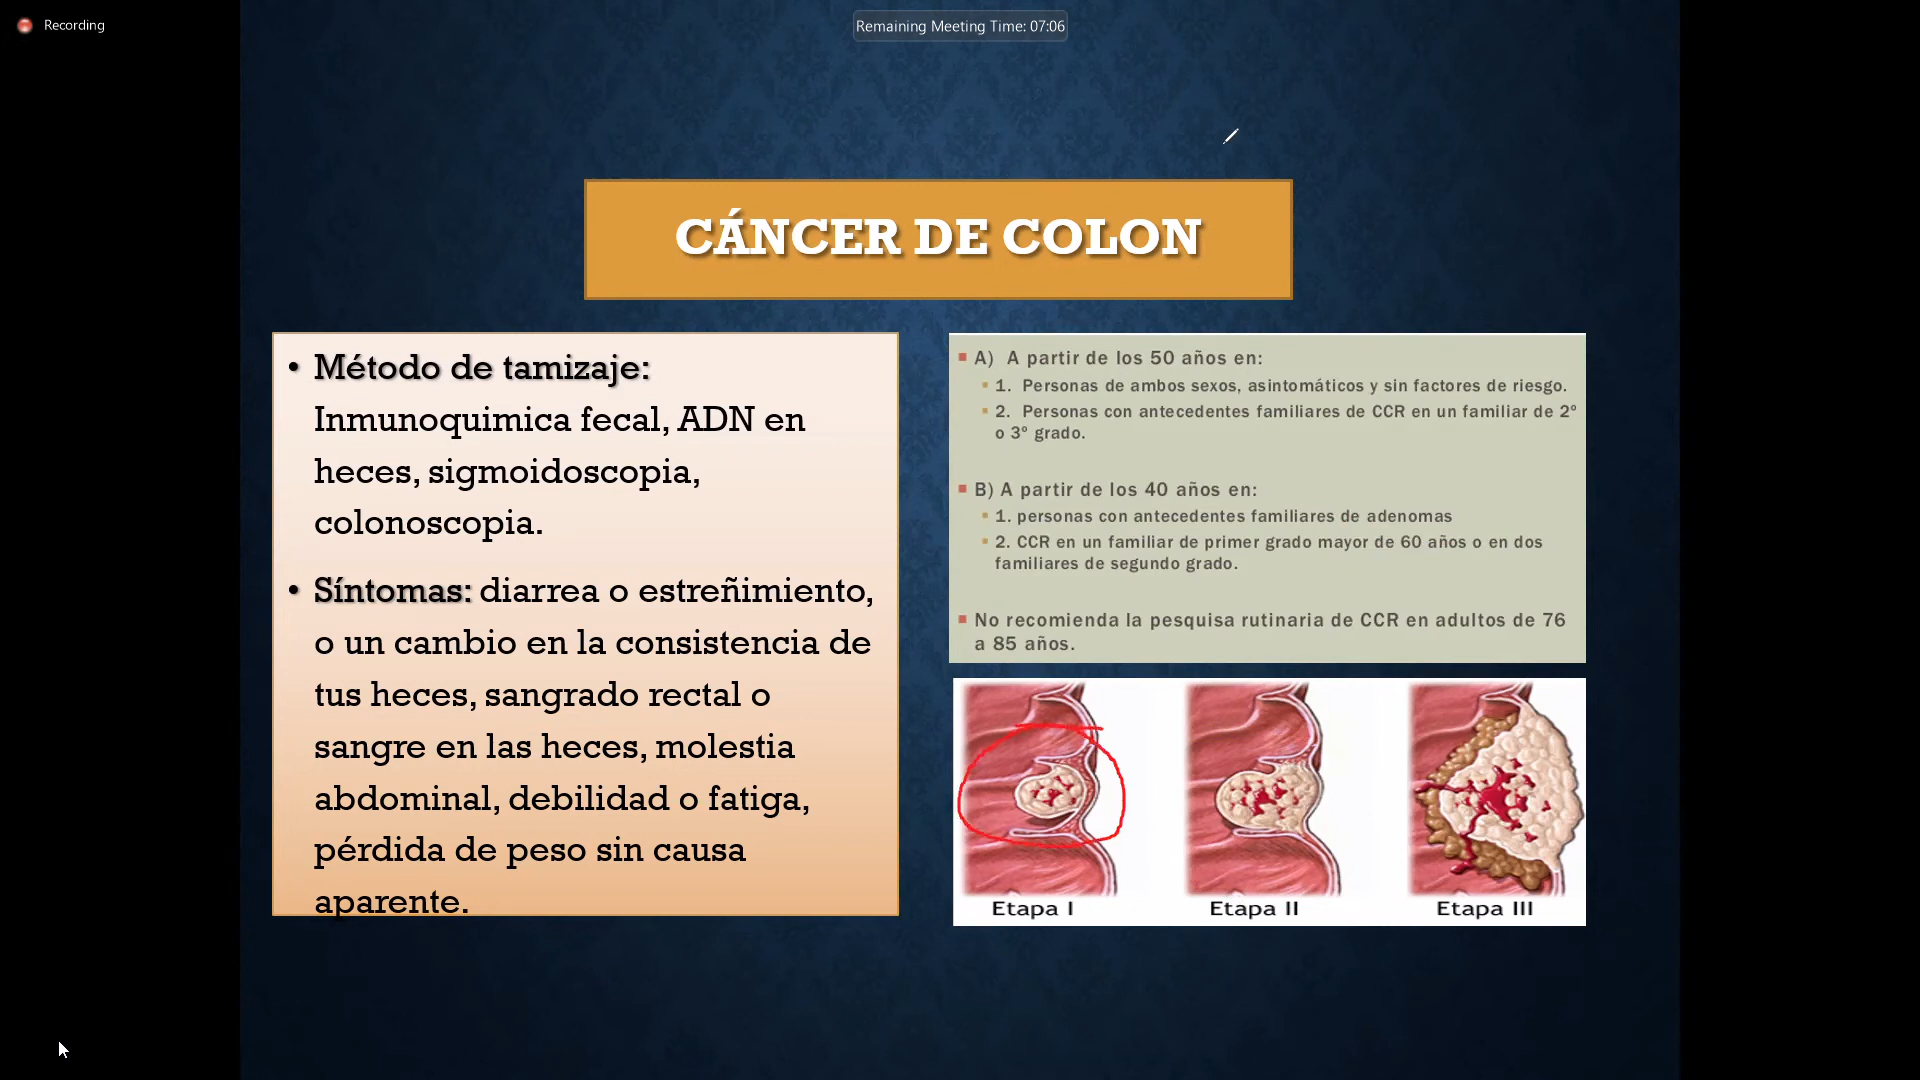 Recording
Remaining Meeting Time: 07:06
CÁNCER DE COLON
• Método de tamizaje:
Inmunoquimica fecal, ADN en
heces, sigmoidoscopia,
colonoscopia.
• Síntomas: diarrea o estreñimiento,
o un cambio en la consistencia de
tus heces, sangrado rectal o
sangre en las heces, molestia
abdominal, debilidad o fatiga,
pérdida de peso sin causa
aparente.
A) A partir de los 50 años en:
1. Personas de ambos sexos, asintomáticos y sin factores de riesgo.
2. Personas con antecedentes familiares de CCR en un familiar de 2º
o 3º grado.
B) A partir de los 40 años en:
1. personas con antecedentes familiares de adenomas
2. CCR en un familiar de primer grado mayor de 60 años o en dos
familiares de segundo grado.
No recomienda la pesquisa rutinaria de CCR en adultos de 76
a 85 años.
Etapa I
Etapa II
Etapa III